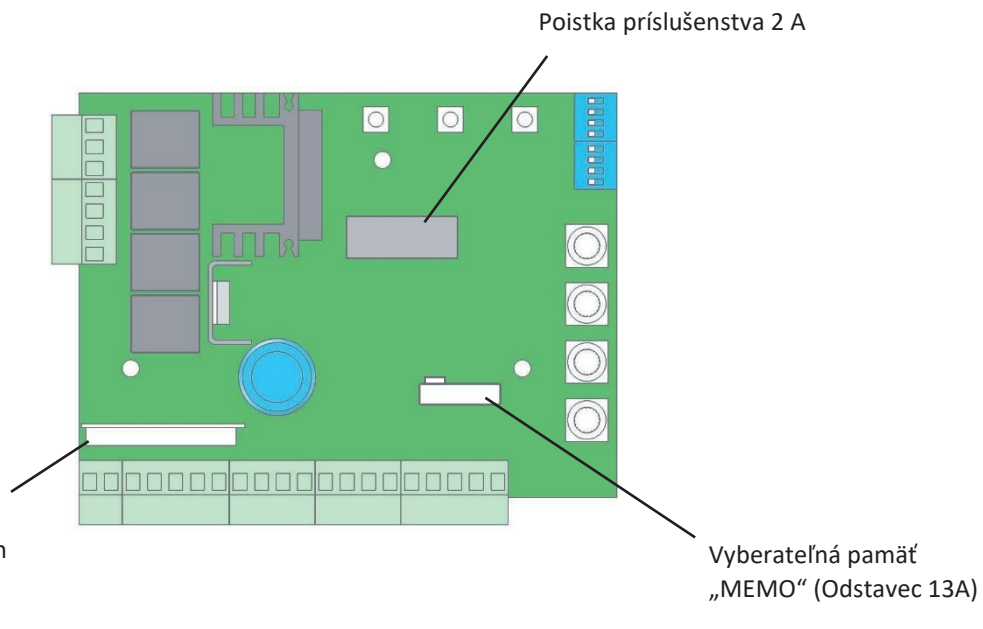 Poistka príslušenstva 2 A
Vyberateľná pamäť
„MEMO“ (Odstavec 13A)